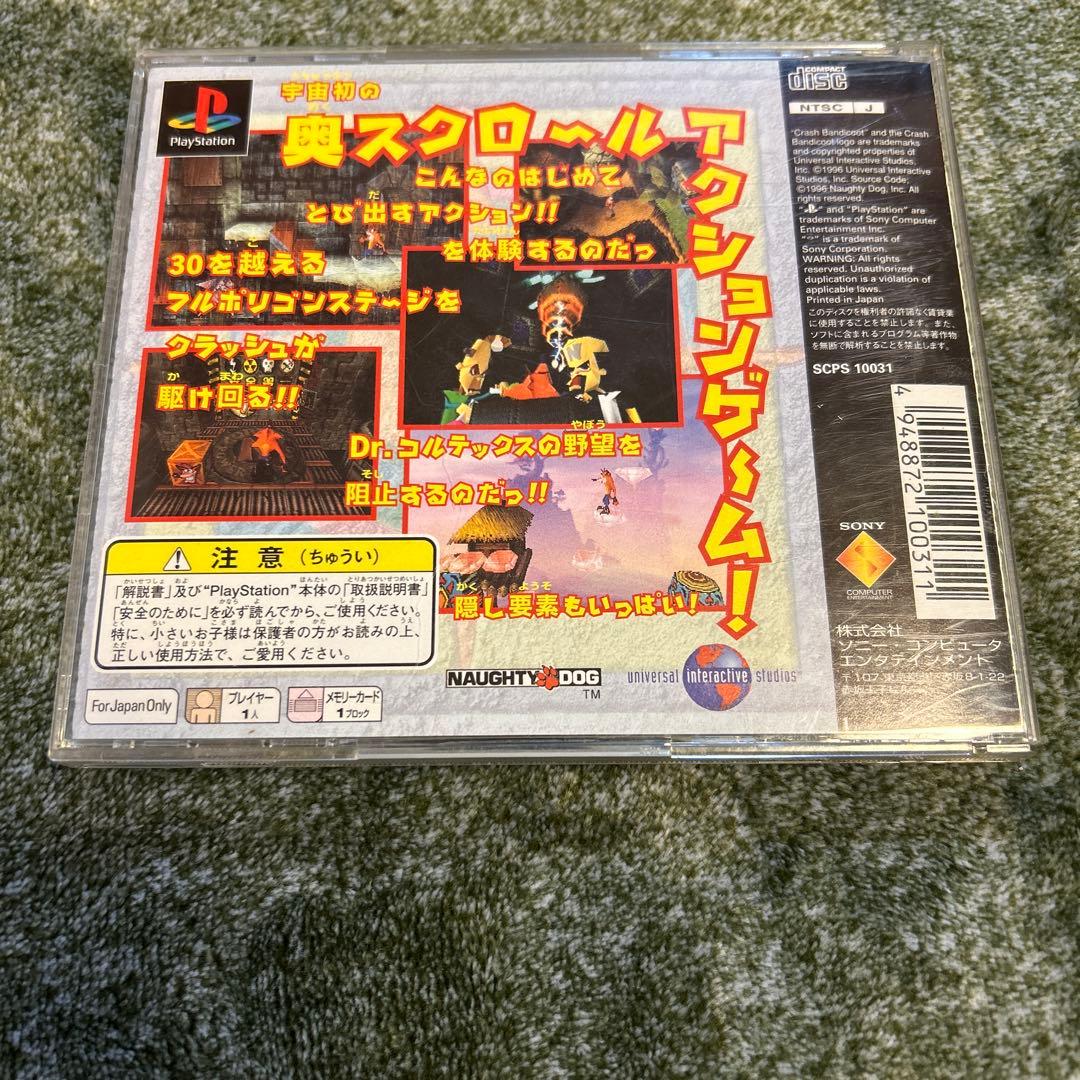 PlayStation
宇宙初の
奥スクロールアクションゲーム!
こんなのはじめて
とび出すアクション!!
を体験するのだっ
30を越える
フルポリゴンステージを
クラッシュが
駆け回る!!
Dr.コルテックスの野望を
阻止するのだっ!!
隠し要素もいっぱい!
注意(ちゅうい)
「解説書」及び"PlayStation"本体の「取扱説明書」
「安全のために」を必ず読んでから、ご使用ください。
特に、小さいお子様は保護者の方がお読みの上、
正しい使用方法で、ご愛用ください。
For Japan Only
プレイヤー
1人
メモリーカード
1ブロック
NAUGHTY DOG
TM
universal interactive studios
COMPACT
disc
NTSC J
"Crash Bandicoot" and the Crash
Bandicoot logo are trademarks
and copyrighted properties of
Universal Interactive Studios,
Inc. ©1996 Universal Interactive
Studios, Inc. Source Code;
©1996 Naughty Dog, Inc. All
rights reserved.
" " and "PlayStation" are
trademarks of Sony Computer
Entertainment Inc.
" " is a trademark of
Sony Corporation.
WARNING: All rights
reserved. Unauthorized
duplication is a violation of
applicable laws.
Printed in Japan
このディスクを権利者の許諾なく賃貸業
に使用することを禁止します。また、
ソフトに含まれるプログラム等著作物
を無断で解析することを禁止します。
SCPS 10031
4 948872 100311
SONY
COMPUTER
ENTERTAINMENT
株式会社
ソニー・コンピュータ
エンタテインメント
〒107 東京都港区赤坂8-1-22